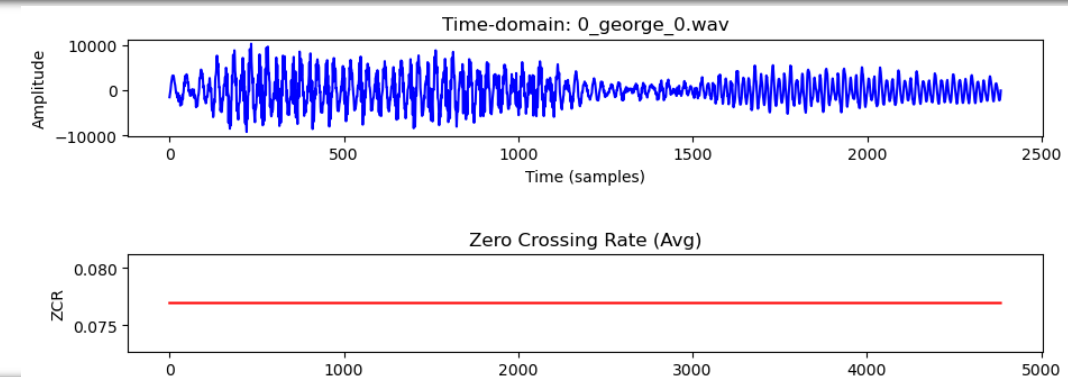 Time-domain: 0_george_0.wav
10000
0
−10000
Amplitude
0 500 1000 1500 2000 2500
Time (samples)
Zero Crossing Rate (Avg)
0.080
0.075
ZCR
0 1000 2000 3000 4000 5000